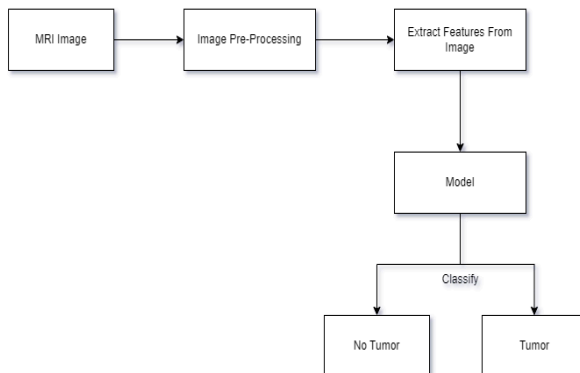 MRI Image
Image Pre-Processing
Extract Features From
Image
Model
Classify
No Tumor
Tumor